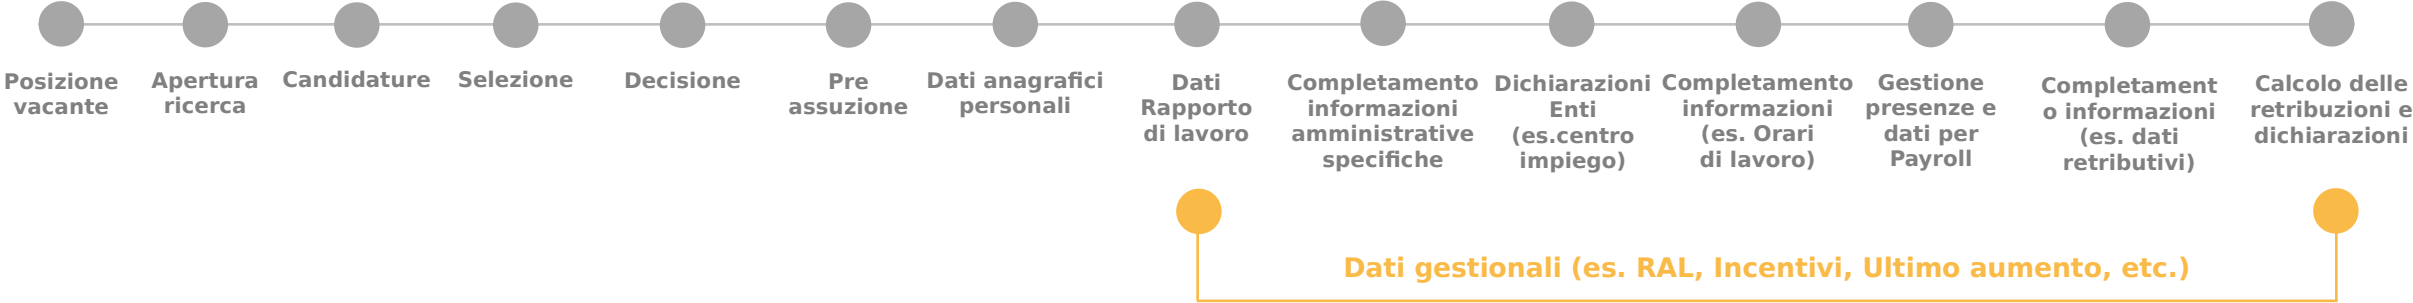 Posizione
vacante
Apertura
ricerca
Candidature
Selezione
Decisione
Pre
assuzione
Dati anagrafici
personali
Dati
Rapporto
di lavoro
Completamento
informazioni
amministrative
specifiche
Dichiarazioni
Enti
(es.centro
impiego)
Completamento
informazioni
(es. Orari
di lavoro)
Gestione
presenze e
dati per
Payroll
Completament
o informazioni
(es. dati
retributivi)
Calcolo delle
retribuzioni e
dichiarazioni
Dati gestionali (es. RAL, Incentivi, Ultimo aumento, etc.)